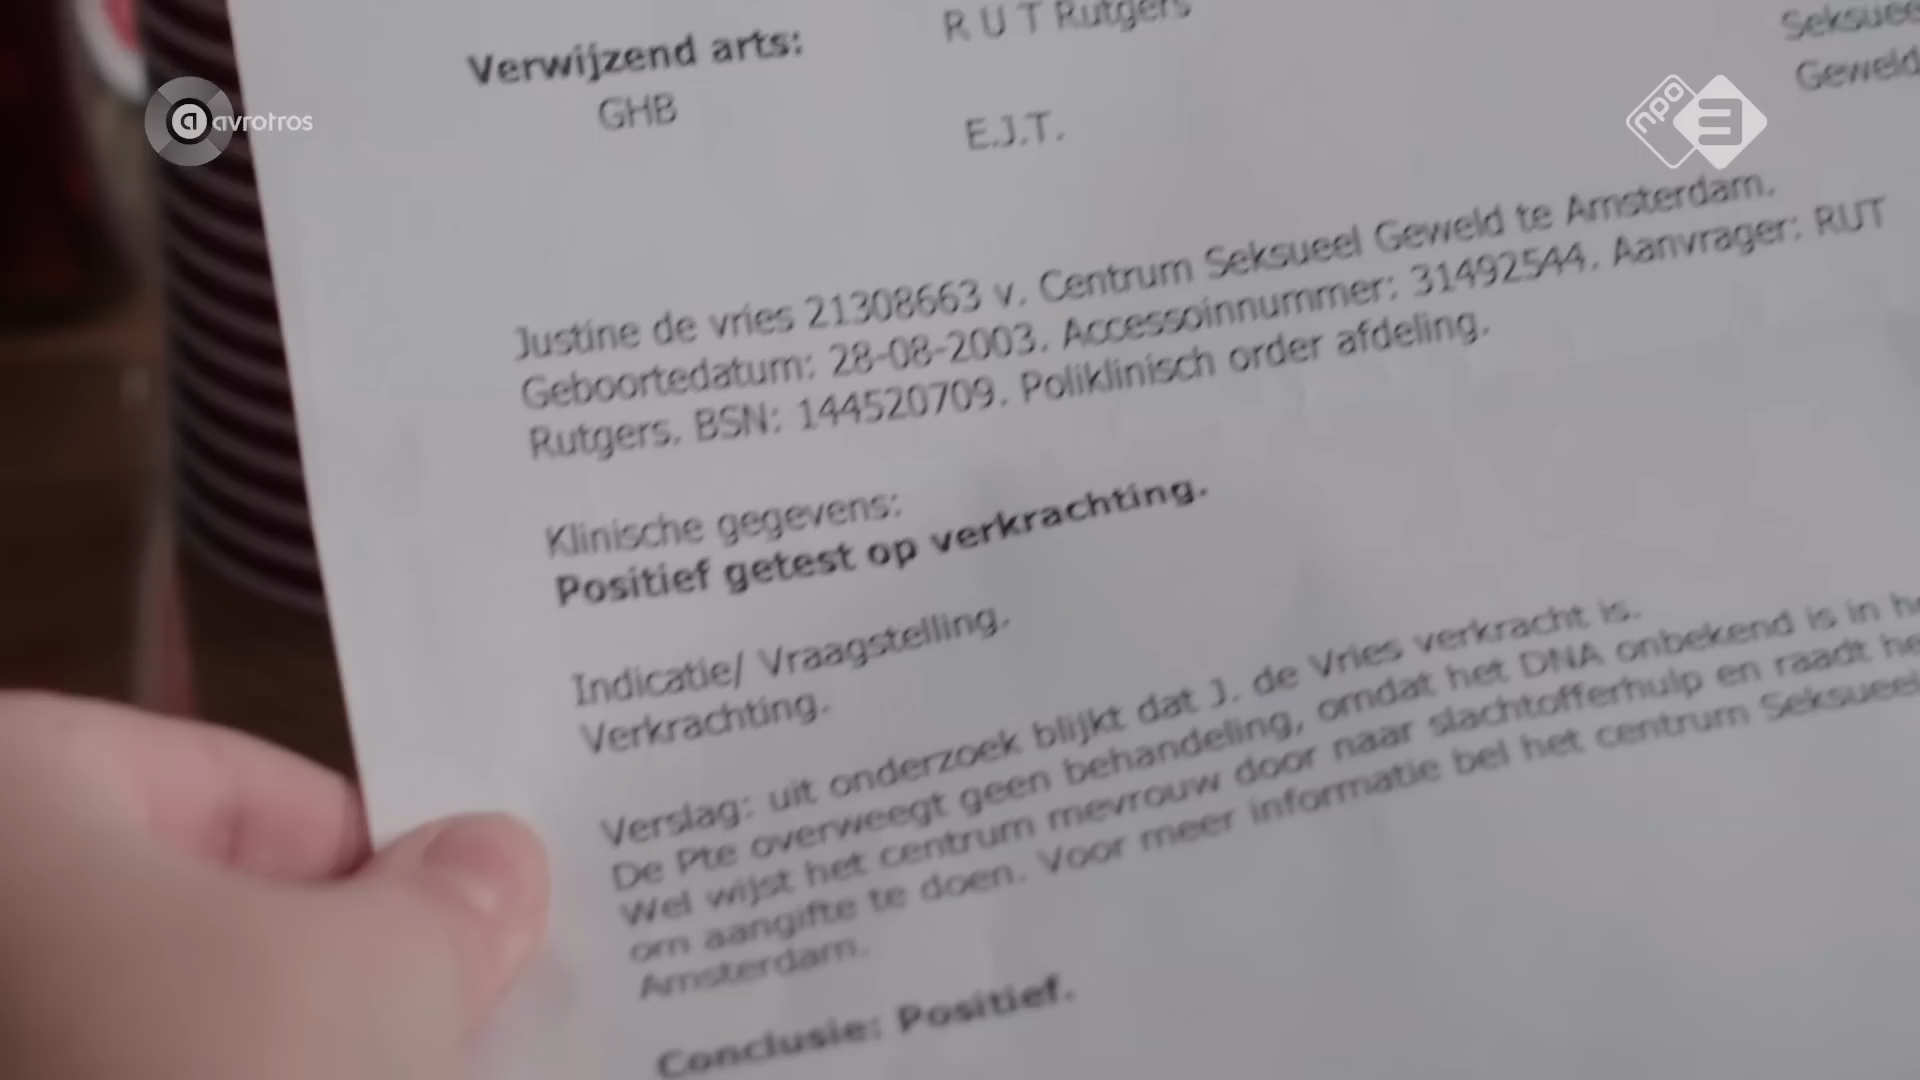 R U T Rutgers
Seksuee
Verwijzend arts:
Geweld
GHB
E.J.T.
avrotros
npo 3
Justine de vries 21308663 v. Centrum Seksueel Geweld te Amsterdam.
Geboortedatum: 28-08-2003. Accessoinnummer: 31492544. Aanvrager: RUT
Rutgers. BSN: 144520709. Poliklinisch order afdeling.
Klinische gegevens:
Positief getest op verkrachting.
Indicatie/ Vraagstelling.
Verkrachting.
Verslag: uit onderzoek blijkt dat J. de Vries verkracht is.
De Pte overweegt geen behandeling, omdat het DNA onbekend is in he
Wel wijst het centrum mevrouw door naar slachtofferhulp en raadt he
om aangifte te doen. Voor meer informatie bel het centrum Seksueel
Amsterdam.
Conclusie: Positief.